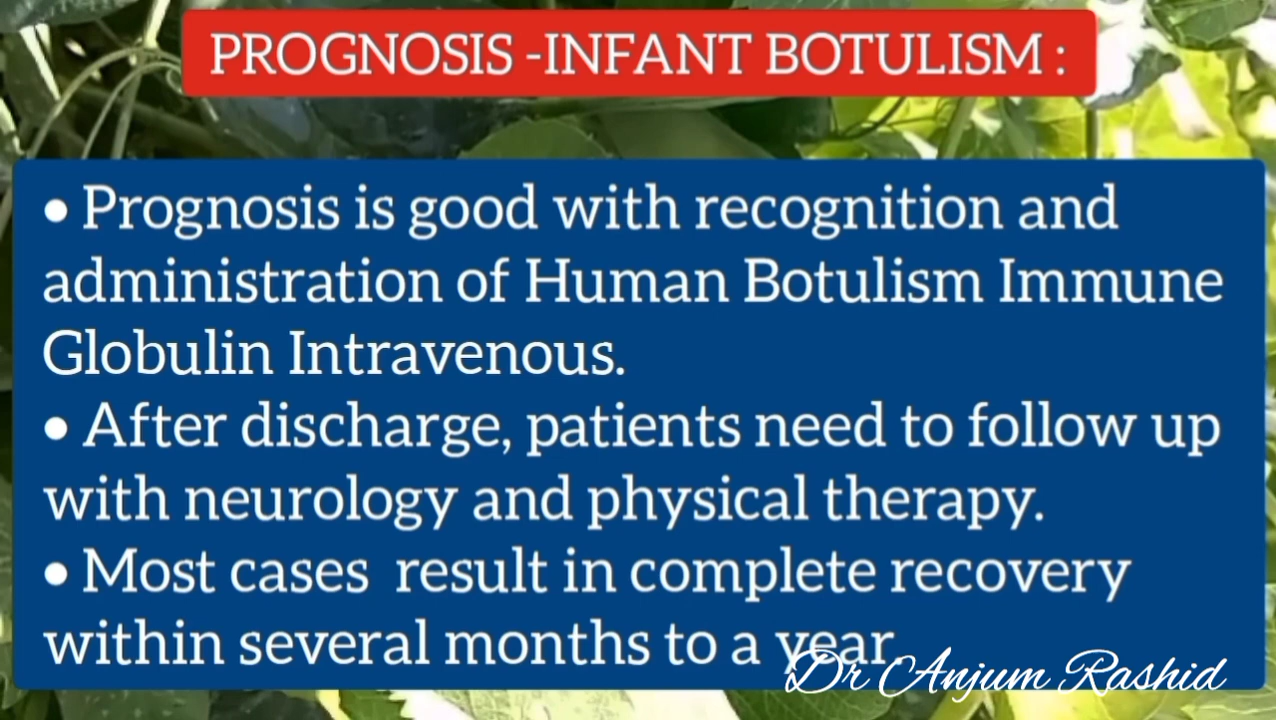 PROGNOSIS -INFANT BOTULISM :
• Prognosis is good with recognition and
administration of Human Botulism Immune
Globulin Intravenous.
• After discharge, patients need to follow up
with neurology and physical therapy.
• Most cases result in complete recovery
within several months to a year
Dr Anjum Rashid